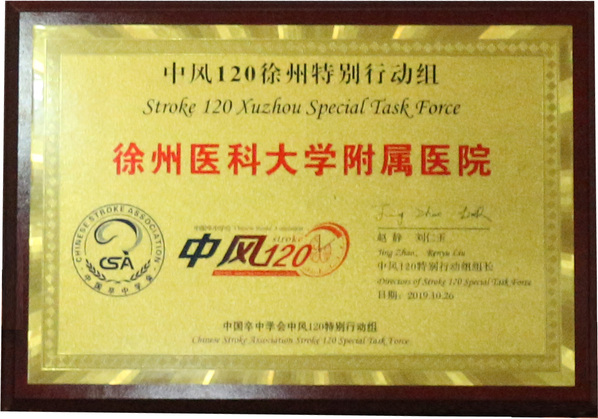 中风120徐州特别行动组
Stroke 120 Xuzhou Special Task Force
徐州医科大学附属医院
CHINESE STROKE ASSOCIATION
CSA
中国卒中学会
Chinese Stroke Association
stroke
中风120
赵静 刘仁玉
Jing Zhao, Renyu Liu
中风120特别行动组组长
Directors of Stroke 120 Special Task Force
日期：2019.10.26
中国卒中学会中风120特别行动组
Chinese Stroke Association Stroke 120 Special Task Force